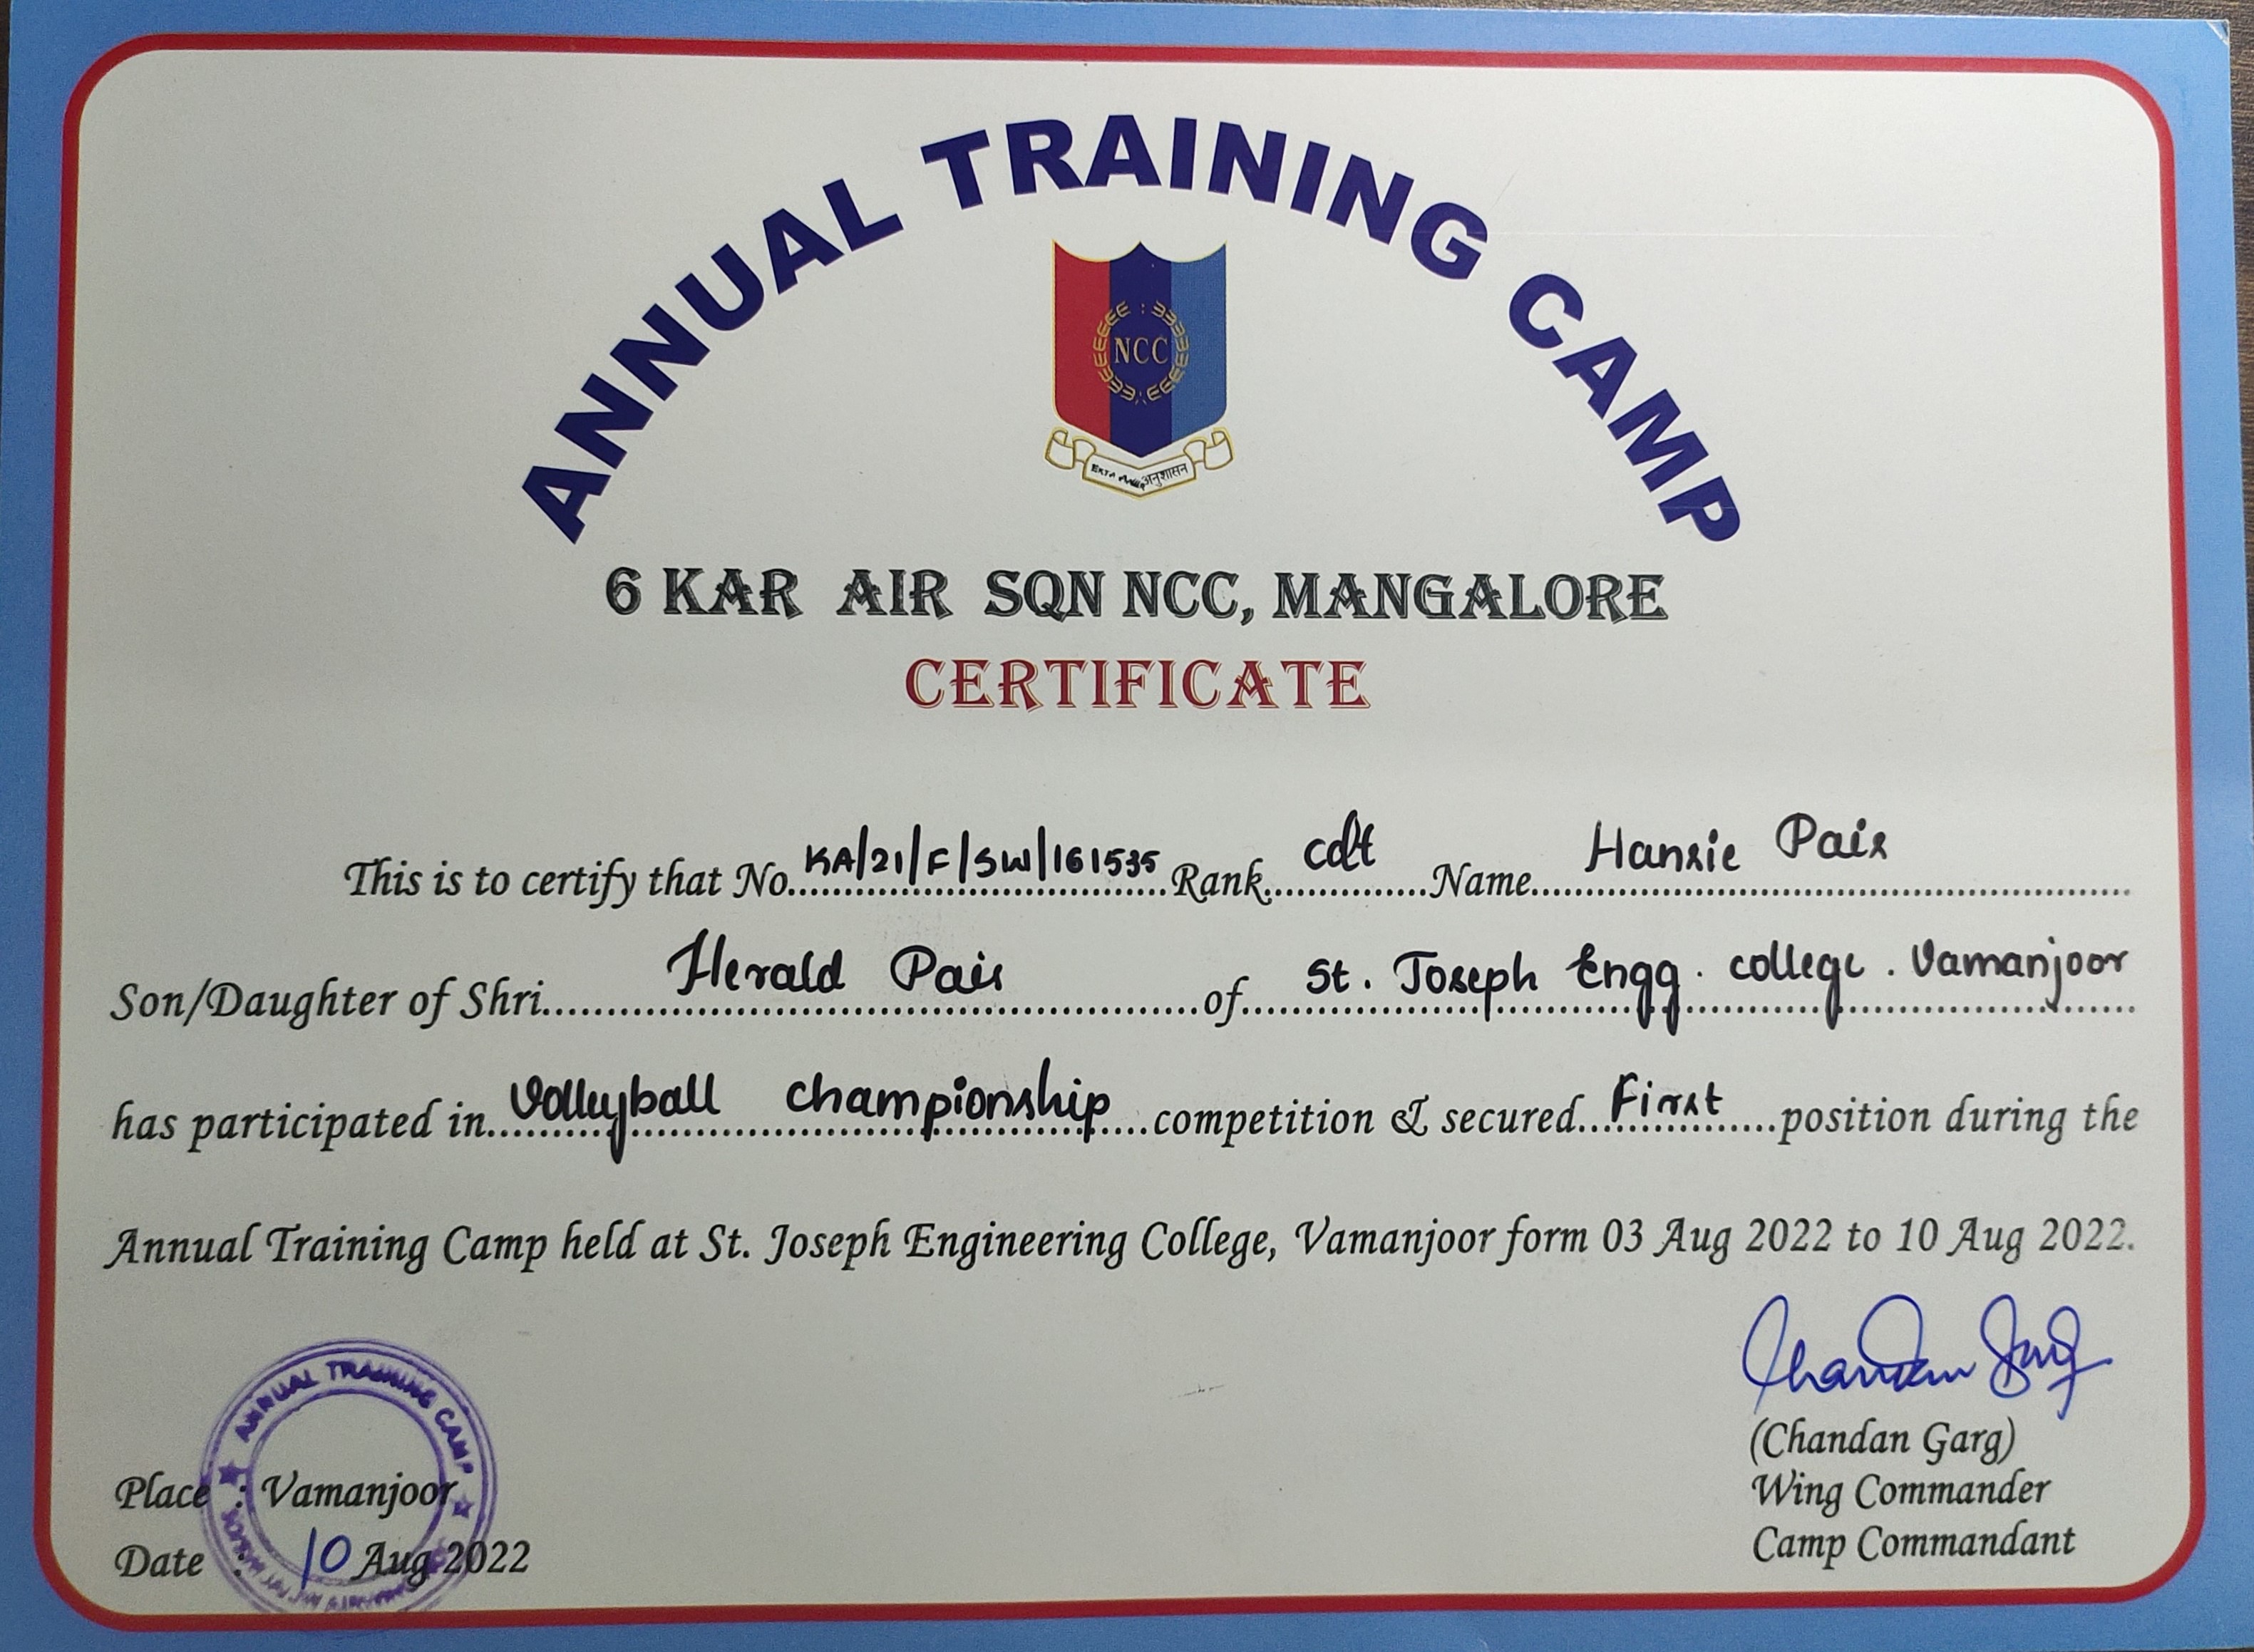 ANNUAL TRAINING CAMP
NCC
अनुशासन
6 KAR AIR SQN NCC, MANGALORE
CERTIFICATE
This is to certify that No. KA/21/F/SW/161535 Rank cdt Name Hansie Pais
Son/Daughter of Shri Herald Pais of St. Joseph Engg. college. Vamanjoor
has participated in Volleyball championship competition & secured First position during the
Annual Training Camp held at St. Joseph Engineering College, Vamanjoor form 03 Aug 2022 to 10 Aug 2022.
Chandan Garg
(Chandan Garg)
Wing Commander
Camp Commandant
ANNUAL TRAINING CAMP
Place : Vamanjoor
Date : 10 Aug 2022